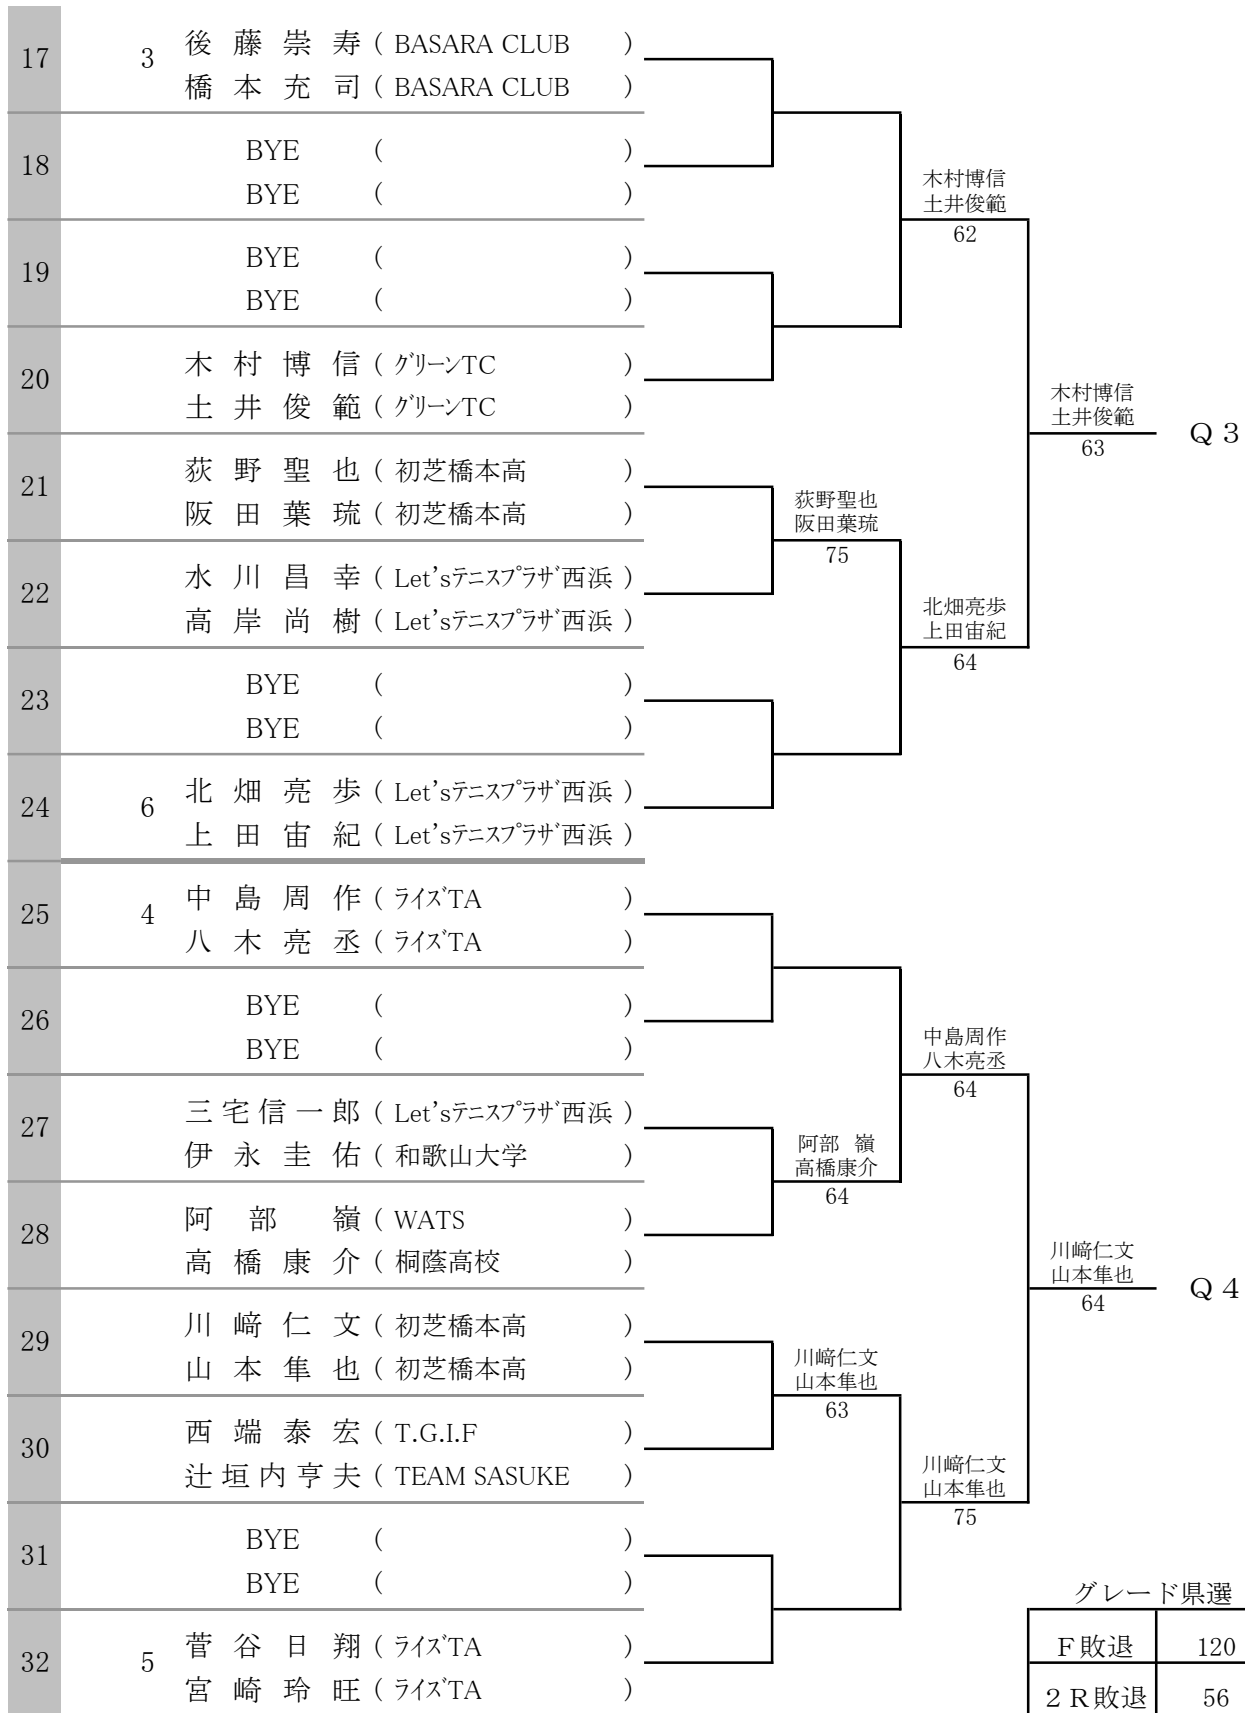 17 3 後藤崇寿 ( BASARA CLUB )
橋本充司 ( BASARA CLUB )
18 BYE ( )
BYE ( )
19 BYE ( )
BYE ( )
20 木村博信 ( グリーンTC )
土井俊範 ( グリーンTC )
21 荻野聖也 ( 初芝橋本高 )
阪田葉琉 ( 初芝橋本高 )
22 水川昌幸 ( Let'sテニスプラザ西浜 )
高岸尚樹 ( Let'sテニスプラザ西浜 )
23 BYE ( )
BYE ( )
24 6 北畑亮歩 ( Let'sテニスプラザ西浜 )
上田宙紀 ( Let'sテニスプラザ西浜 )
25 4 中島周作 ( ライズTA )
八木亮丞 ( ライズTA )
26 BYE ( )
BYE ( )
27 三宅信一郎 ( Let'sテニスプラザ西浜 )
伊永圭佑 ( 和歌山大学 )
28 阿部 嶺 ( WATS )
高橋康介 ( 桐蔭高校 )
29 川﨑仁文 ( 初芝橋本高 )
山本隼也 ( 初芝橋本高 )
30 西端泰宏 ( T.G.I.F )
辻垣内亨夫 ( TEAM SASUKE )
31 BYE ( )
BYE ( )
32 5 菅谷日翔 ( ライズTA )
宮崎玲旺 ( ライズTA )
荻野聖也
阪田葉琉
75
阿部 嶺
高橋康介
64
川﨑仁文
山本隼也
63
木村博信
土井俊範
62
北畑亮歩
上田宙紀
64
中島周作
八木亮丞
64
川﨑仁文
山本隼也
75
木村博信
土井俊範
63
Q 3
川﨑仁文
山本隼也
64
Q 4
グレード県選
F敗退 120
2R敗退 56